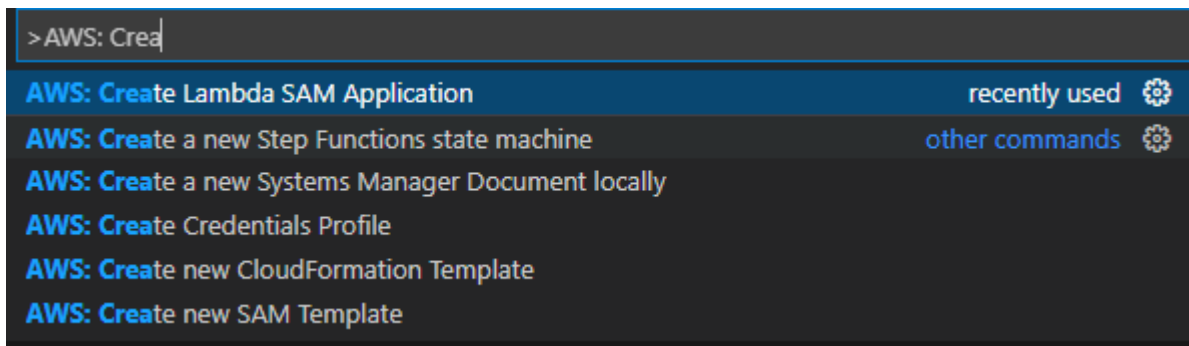 >AWS: Crea
AWS: Create Lambda SAM Application recently used
AWS: Create a new Step Functions state machine other commands
AWS: Create a new Systems Manager Document locally
AWS: Create Credentials Profile
AWS: Create new CloudFormation Template
AWS: Create new SAM Template